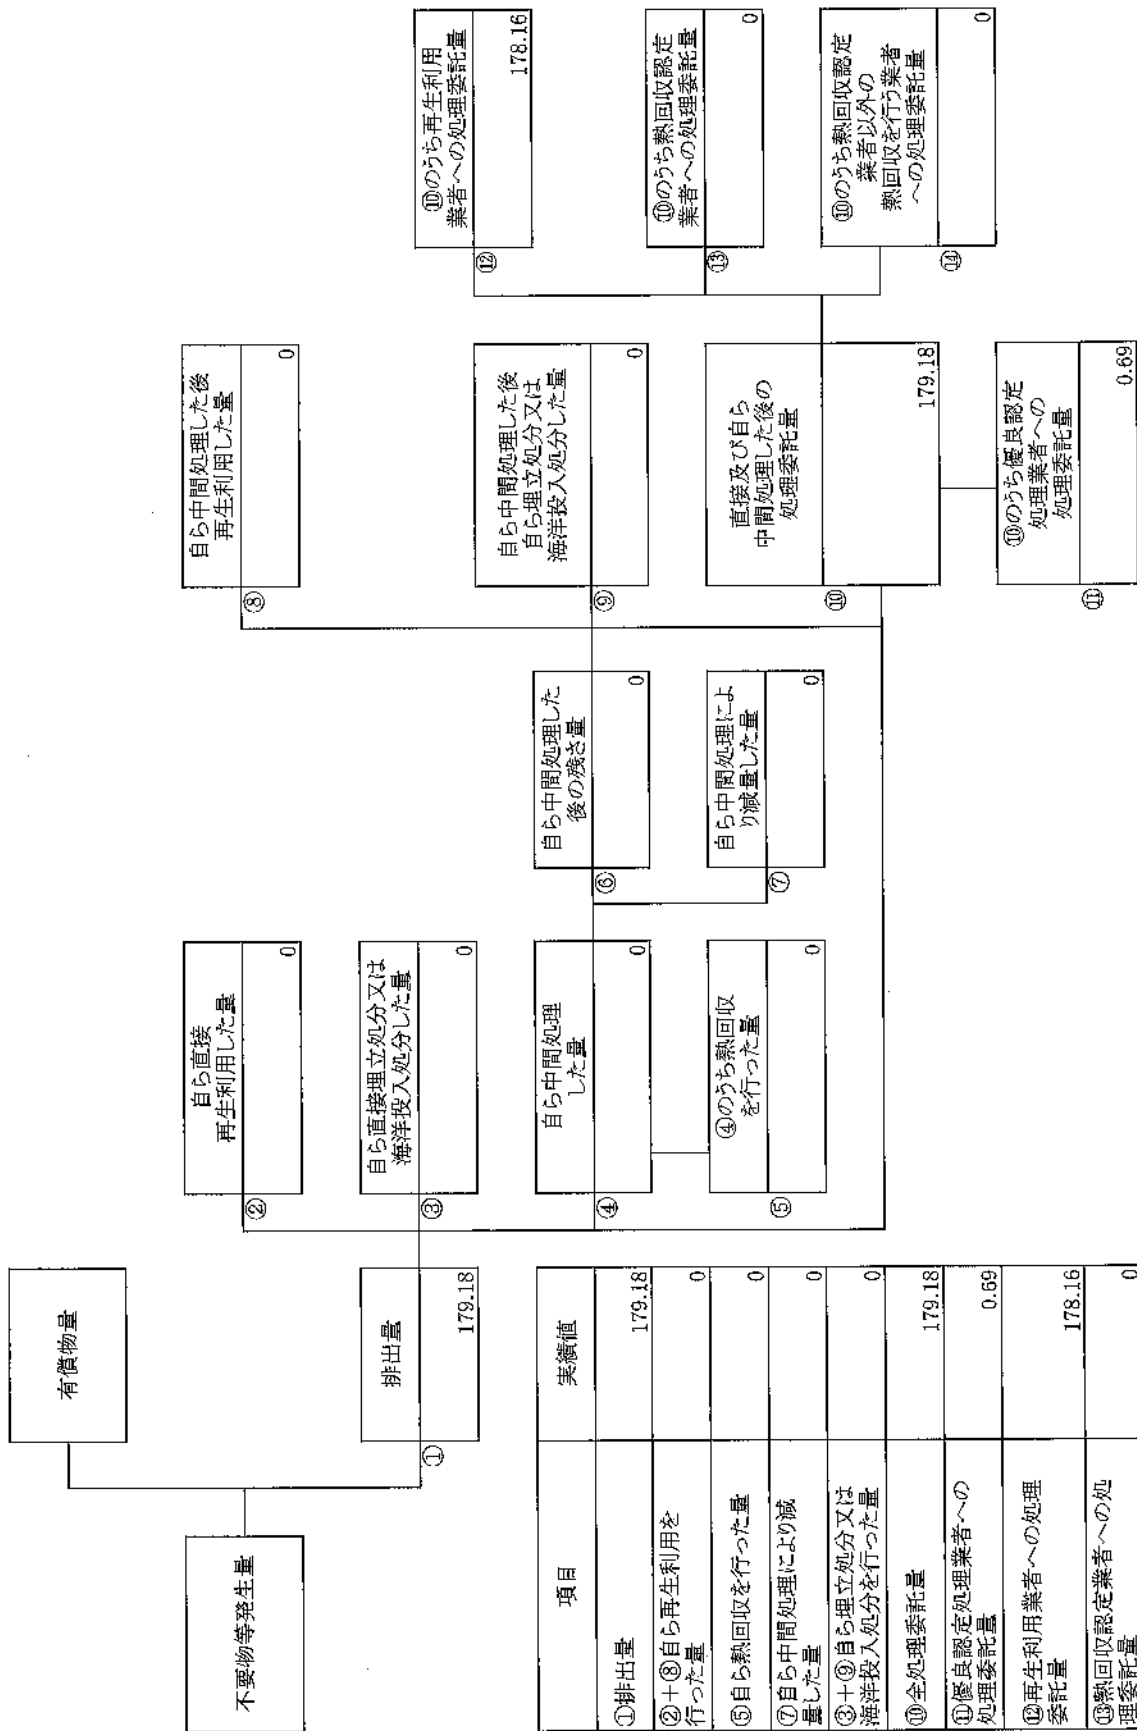 不要物等発生量
有償物量
①
排出量
179.18
②
自ら直接
再生利用した量
0
③
自ら直接埋立処分又は
海洋投入処分した量
0
④
自ら中間処理
した量
0
⑤
④のうち熱回収
を行った量
0
⑥
自ら中間処理した
後の残さ量
0
⑦
自ら中間処理によ
り減量した量
0
⑧
自ら中間処理した後
再生利用した量
0
⑨
自ら中間処理した後
自ら埋立処分又は
海洋投入処分した量
0
⑩
直接及び自ら
中間処理した後の
処理委託量
179.18
⑪
⑩のうち優良認定
処理業者への
処理委託量
0.69
⑫
⑩のうち再生利用
業者への処理委託量
178.16
⑬
⑩のうち熱回収認定
業者への処理委託量
0
⑭
⑩のうち熱回収認定
業者以外の
熱回収を行う業者
への処理委託量
0
項目 実績値
①排出量 179.18
②+⑧自ら再生利用を
行った量 0
⑤自ら熱回収を行った量 0
⑦自ら中間処理により減
量した量 0
③+⑨自ら埋立処分又は
海洋投入処分を行った量 0
⑩全処理委託量 179.18
⑪優良認定処理業者への
処理委託量 0.69
⑫再生利用業者への処理
委託量 178.16
⑬熱回収認定業者への処
理委託量 0